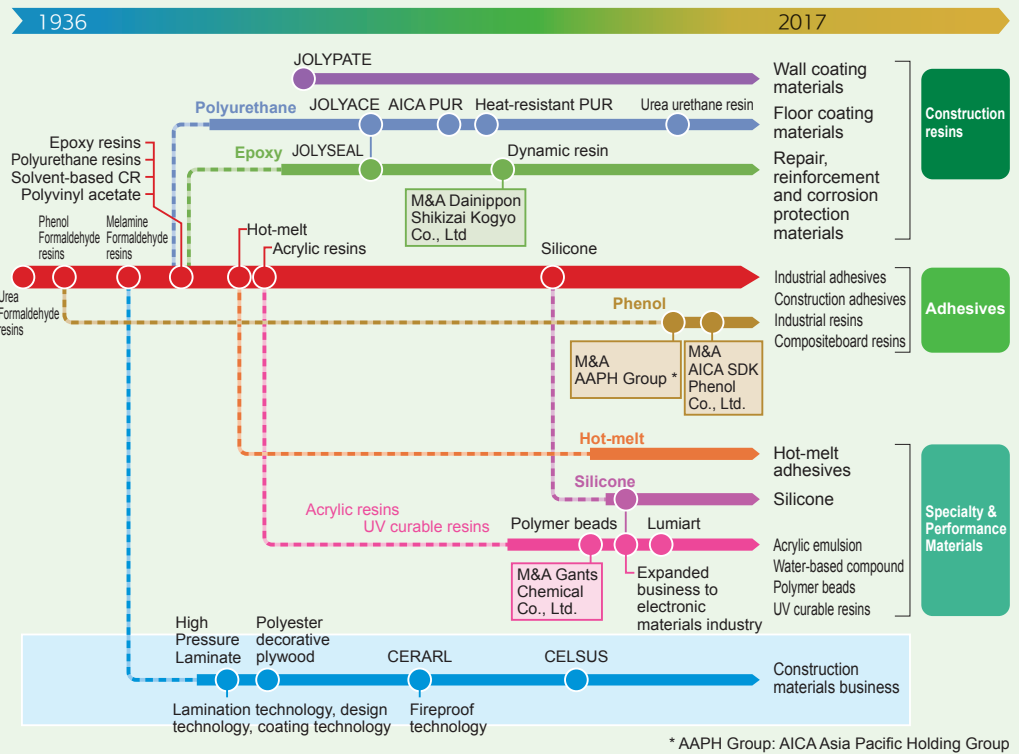 1936
2017
JOLYPATE
Wall coating
materials
Polyurethane
JOLYACE
AICA PUR
Heat-resistant PUR
Urea urethane resin
Floor coating
materials
Construction
resins
Epoxy resins
Polyurethane resins
Solvent-based CR
Polyvinyl acetate
Epoxy
JOLYSEAL
Dynamic resin
Repair,
reinforcement
and corrosion
protection
materials
M&A Dainippon
Shikizai Kogyo
Co., Ltd
Phenol
Formaldehyde
resins
Melamine
Formaldehyde
resins
Hot-melt
Acrylic resins
Silicone
Urea
Formaldehyde
resins
Industrial adhesives
Construction adhesives
Industrial resins
Compositeboard resins
Adhesives
Phenol
M&A
AAPH Group *
M&A
AICA SDK
Phenol
Co., Ltd.
Hot-melt
Hot-melt
adhesives
Silicone
Silicone
Acrylic resins
UV curable resins
Polymer beads
Lumiart
Acrylic emulsion
Water-based compound
Polymer beads
UV curable resins
Specialty &
Performance
Materials
M&A Gants
Chemical
Co., Ltd.
Expanded
business to
electronic
materials industry
High
Pressure
Laminate
Polyester
decorative
plywood
CERARL
CELSUS
Construction
materials business
Lamination technology, design
technology, coating technology
Fireproof
technology
* AAPH Group: AICA Asia Pacific Holding Group